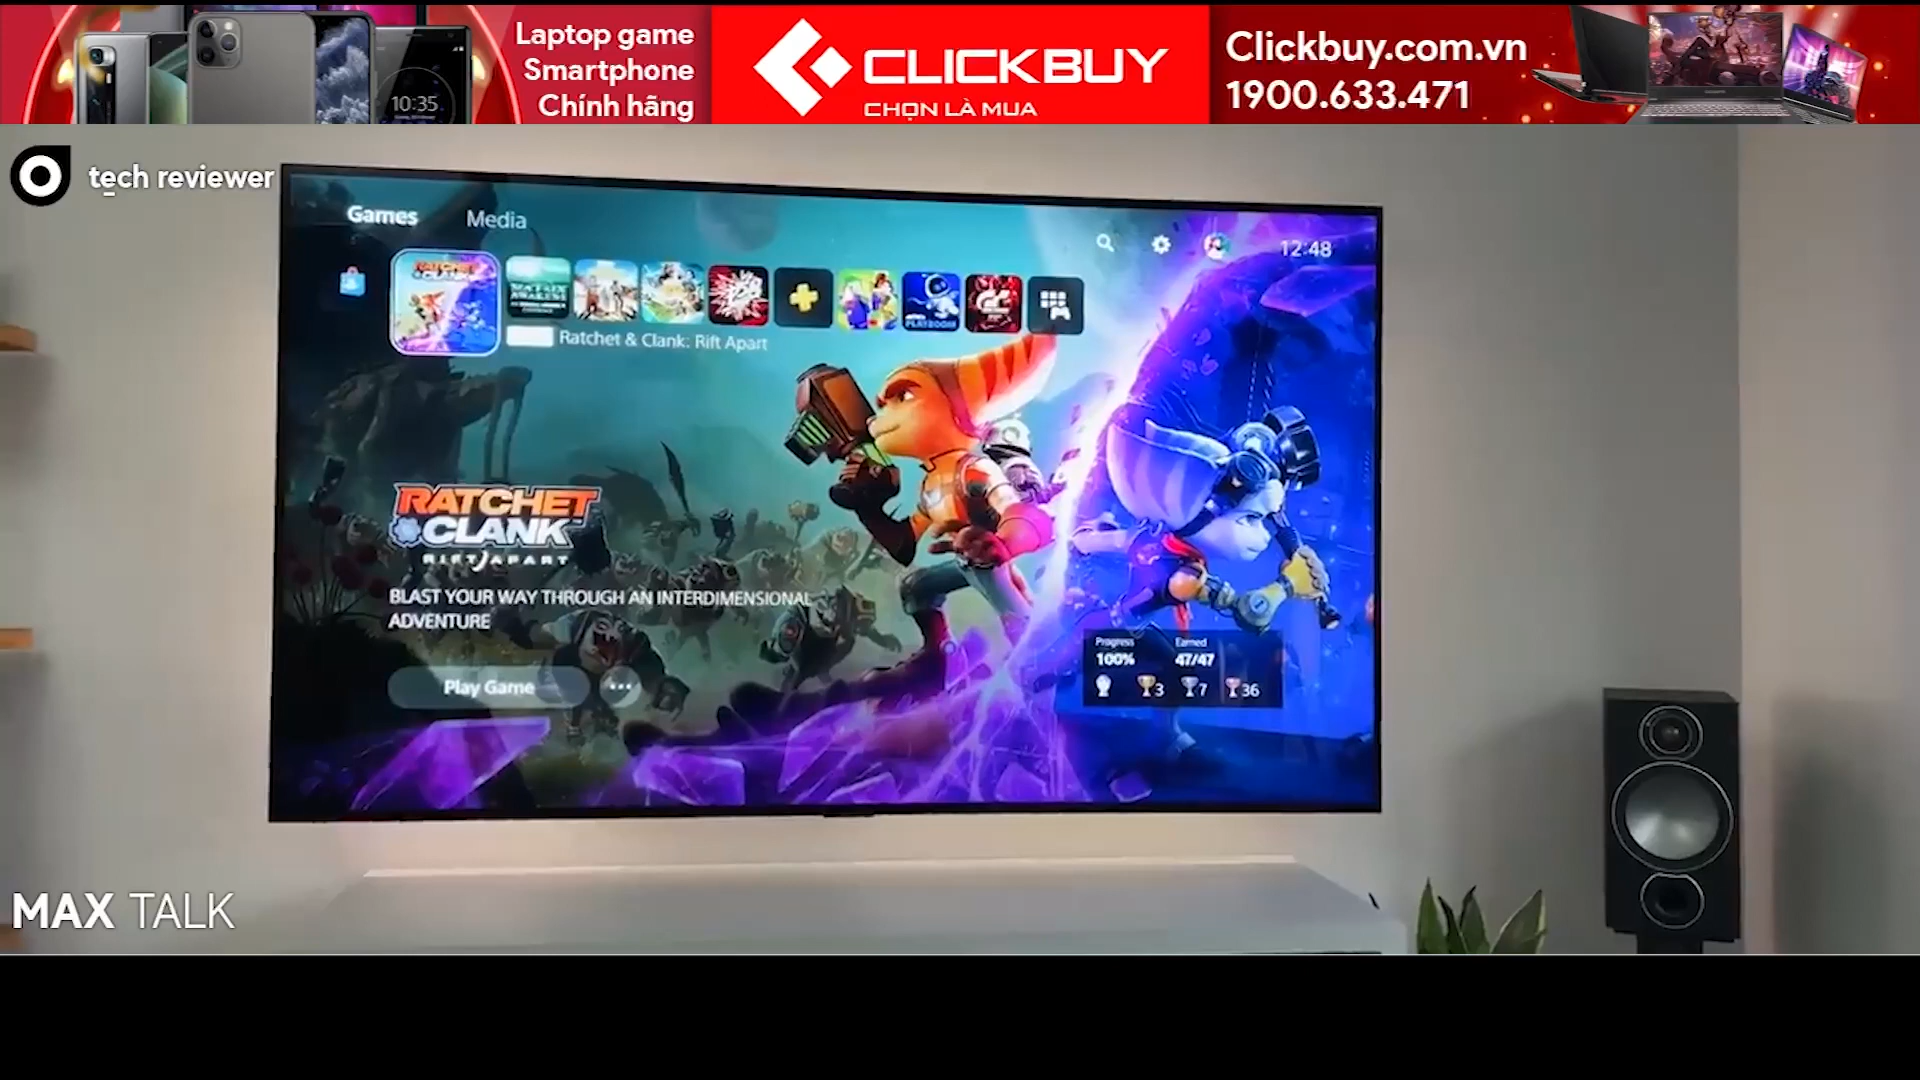 Laptop game
Smartphone
Chính hãng
10:35
CLICKBUY
CHỌN LÀ MUA
Clickbuy.com.vn
1900.633.471
tech reviewer
Games
Media
12:48
RATCHET
& CLANK
Ratchet & Clank: Rift Apart
RATCHET
CLANK
RIFT APART
BLAST YOUR WAY THROUGH AN INTERDIMENSIONAL
ADVENTURE
Play Game
Progress
Earned
100%
47/47
3
7
36
MAX TALK